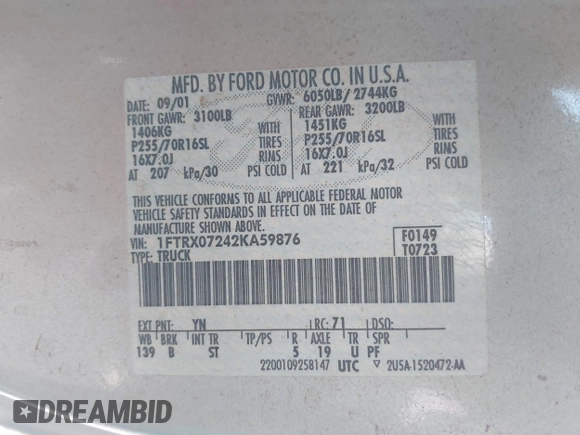 MFD. BY FORD MOTOR CO. IN U.S.A.
DATE: 09/01 GVWR: 6050LB/ 2744KG
FRONT GAWR: 3100LB REAR GAWR: 3200LB
1406KG WITH 1451KG WITH
P255/70R16SL TIRES P255/70R16SL TIRES
16X7.0J RINS 16X7.0J RINS
AT 207 kPa/30 PSI COLD AT 221 kPa/32 PSI COLD
THIS VEHICLE CONFORMS TO ALL APPLICABLE FEDERAL MOTOR
VEHICLE SAFETY STANDARDS IN EFFECT ON THE DATE OF
MANUFACTURE SHOWN ABOVE.
VIN: 1FTRX07242KA59876 F0149
TYPE: TRUCK T0723
EXT PNT: YN RC: 71 DSO:
WB BRK INT TR TP/PS R AXLE TR SPR
139 B ST 5 19 U PF
2200109258147 UTC ▽ 2U5A-1520472-AA
DREAMBID
dreambid.com